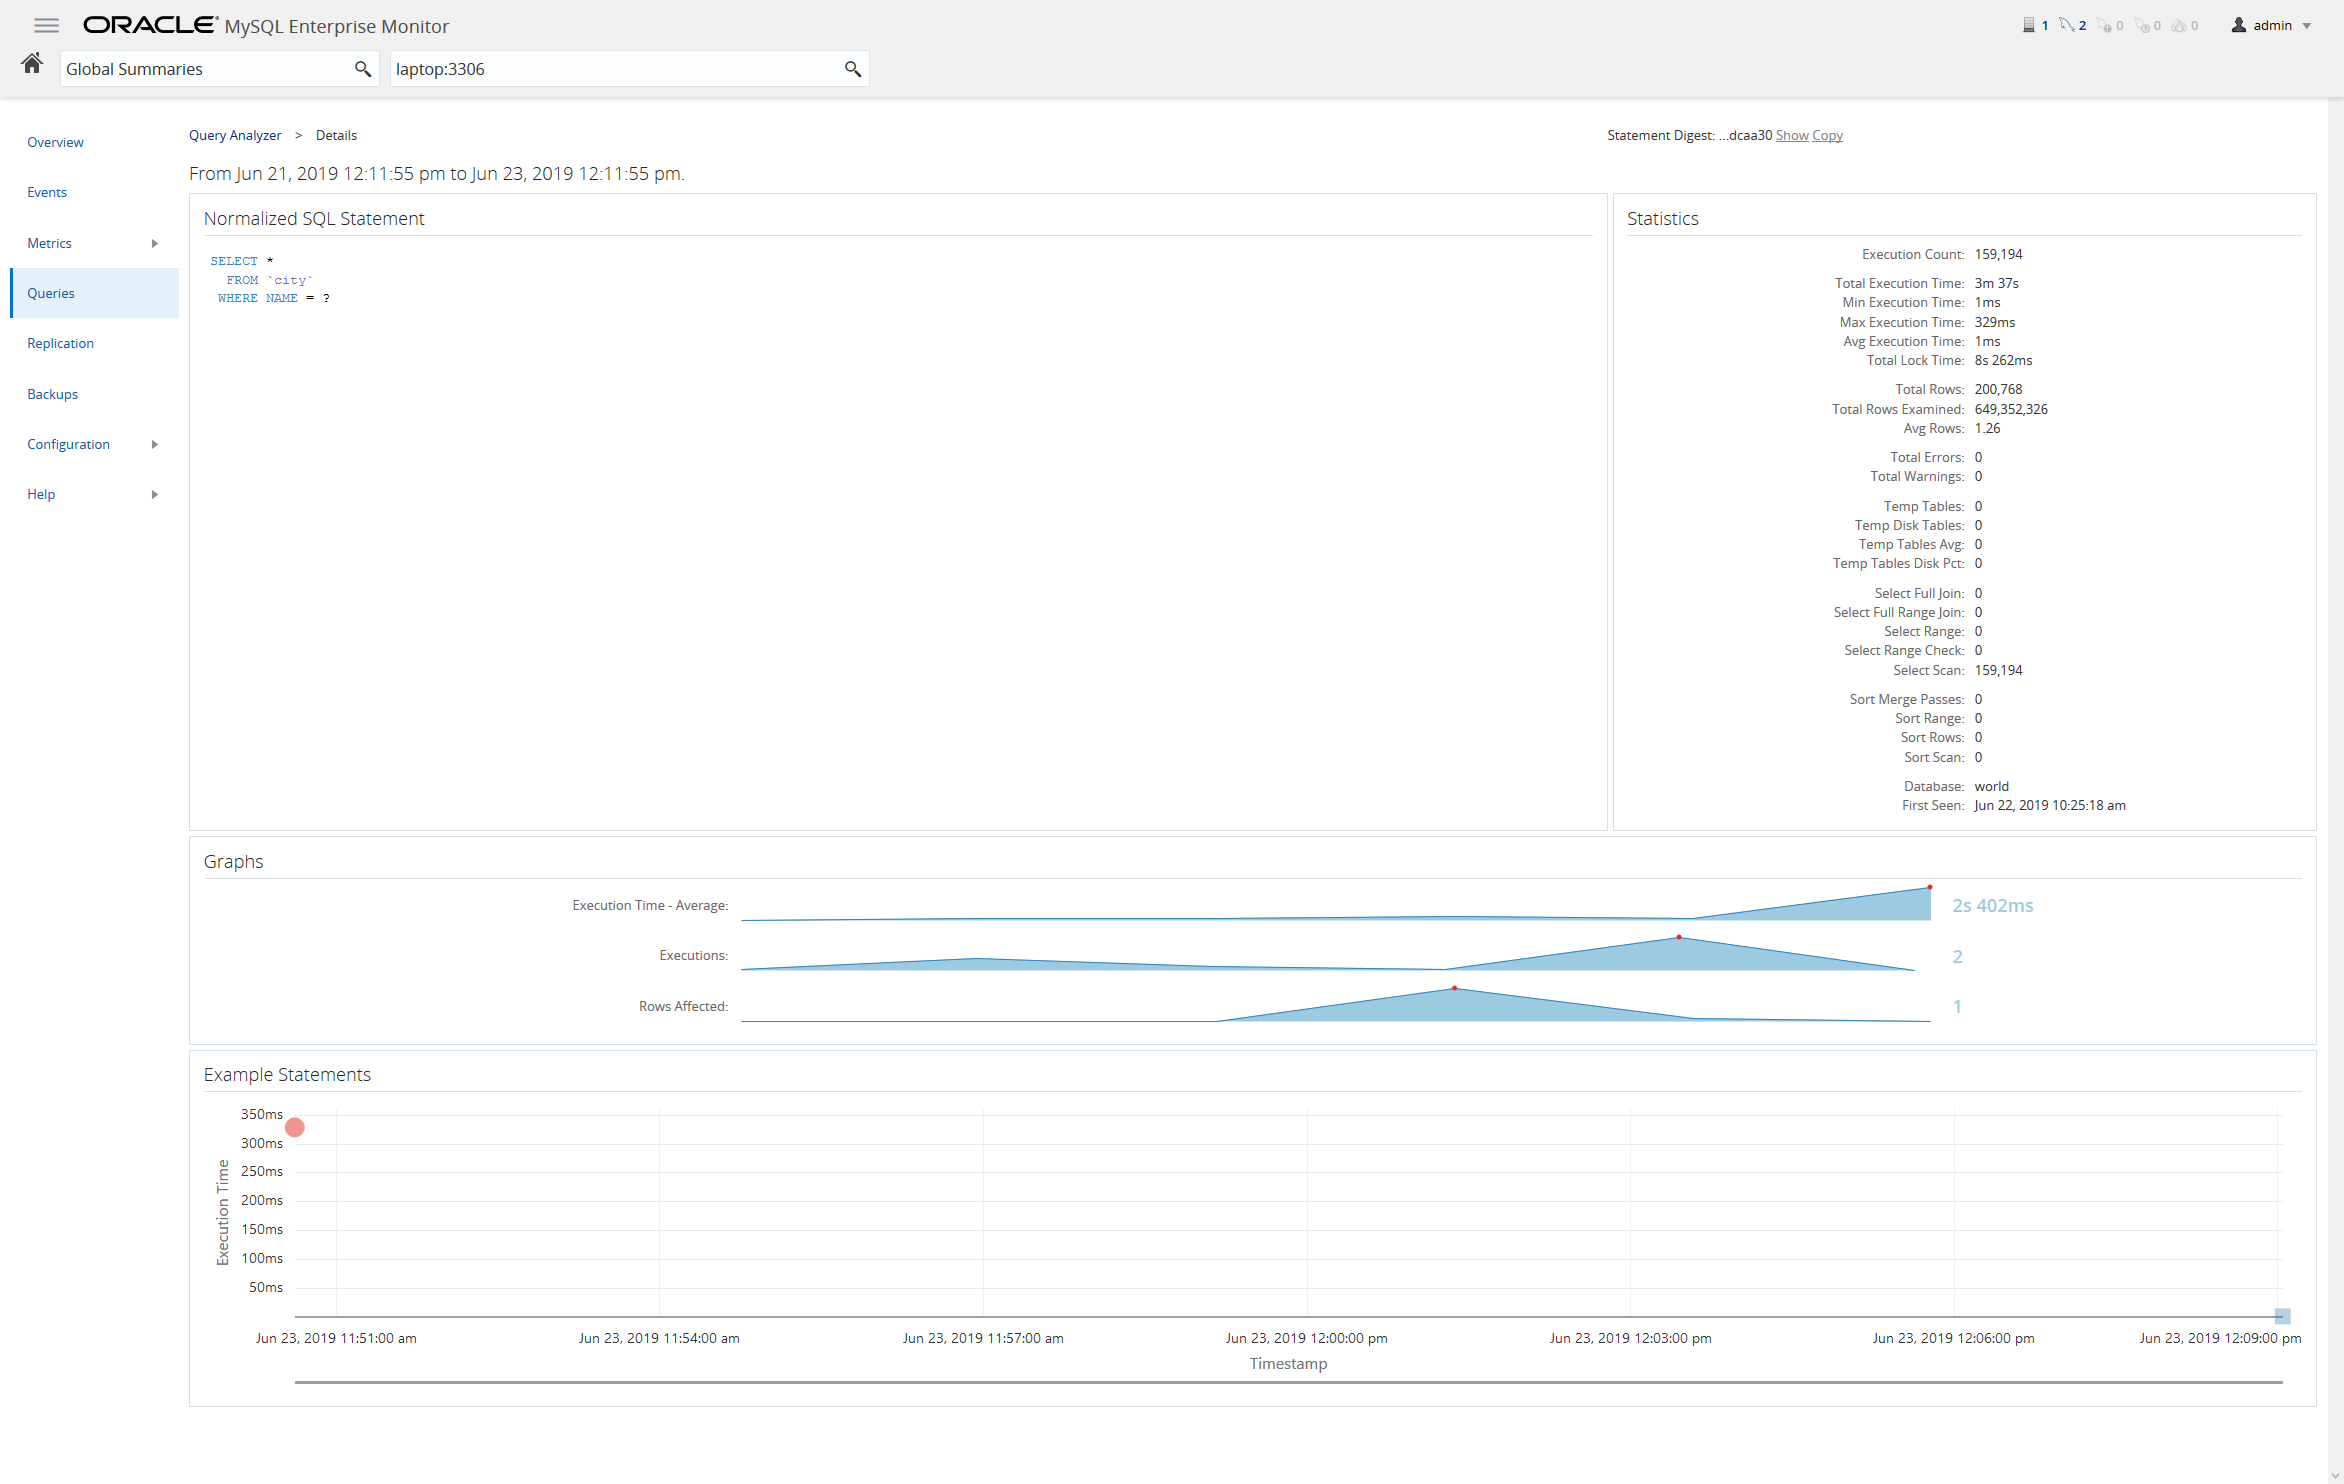 ORACLE® MySQL Enterprise Monitor
1 2 0 0 0 admin
Global Summaries
laptop:3306
Overview
Events
Metrics
Queries
Replication
Backups
Configuration
Help
Query Analyzer > Details
Statement Digest: ...dcaa30 Show Copy
From Jun 21, 2019 12:11:55 pm to Jun 23, 2019 12:11:55 pm.
Normalized SQL Statement
SELECT *
FROM `city`
WHERE NAME = ?
Statistics
Execution Count: 159,194
Total Execution Time: 3m 37s
Min Execution Time: 1ms
Max Execution Time: 329ms
Avg Execution Time: 1ms
Total Lock Time: 8s 262ms
Total Rows: 200,768
Total Rows Examined: 649,352,326
Avg Rows: 1.26
Total Errors: 0
Total Warnings: 0
Temp Tables: 0
Temp Disk Tables: 0
Temp Tables Avg: 0
Temp Tables Disk Pct: 0
Select Full Join: 0
Select Full Range Join: 0
Select Range: 0
Select Range Check: 0
Select Scan: 159,194
Sort Merge Passes: 0
Sort Range: 0
Sort Rows: 0
Sort Scan: 0
Database: world
First Seen: Jun 22, 2019 10:25:18 am
Graphs
Execution Time - Average: 2s 402ms
Executions: 2
Rows Affected: 1
Example Statements
Execution Time
350ms
300ms
250ms
200ms
150ms
100ms
50ms
Jun 23, 2019 11:51:00 am Jun 23, 2019 11:54:00 am Jun 23, 2019 11:57:00 am Jun 23, 2019 12:00:00 pm Jun 23, 2019 12:03:00 pm Jun 23, 2019 12:06:00 pm Jun 23, 2019 12:09:00 pm
Timestamp